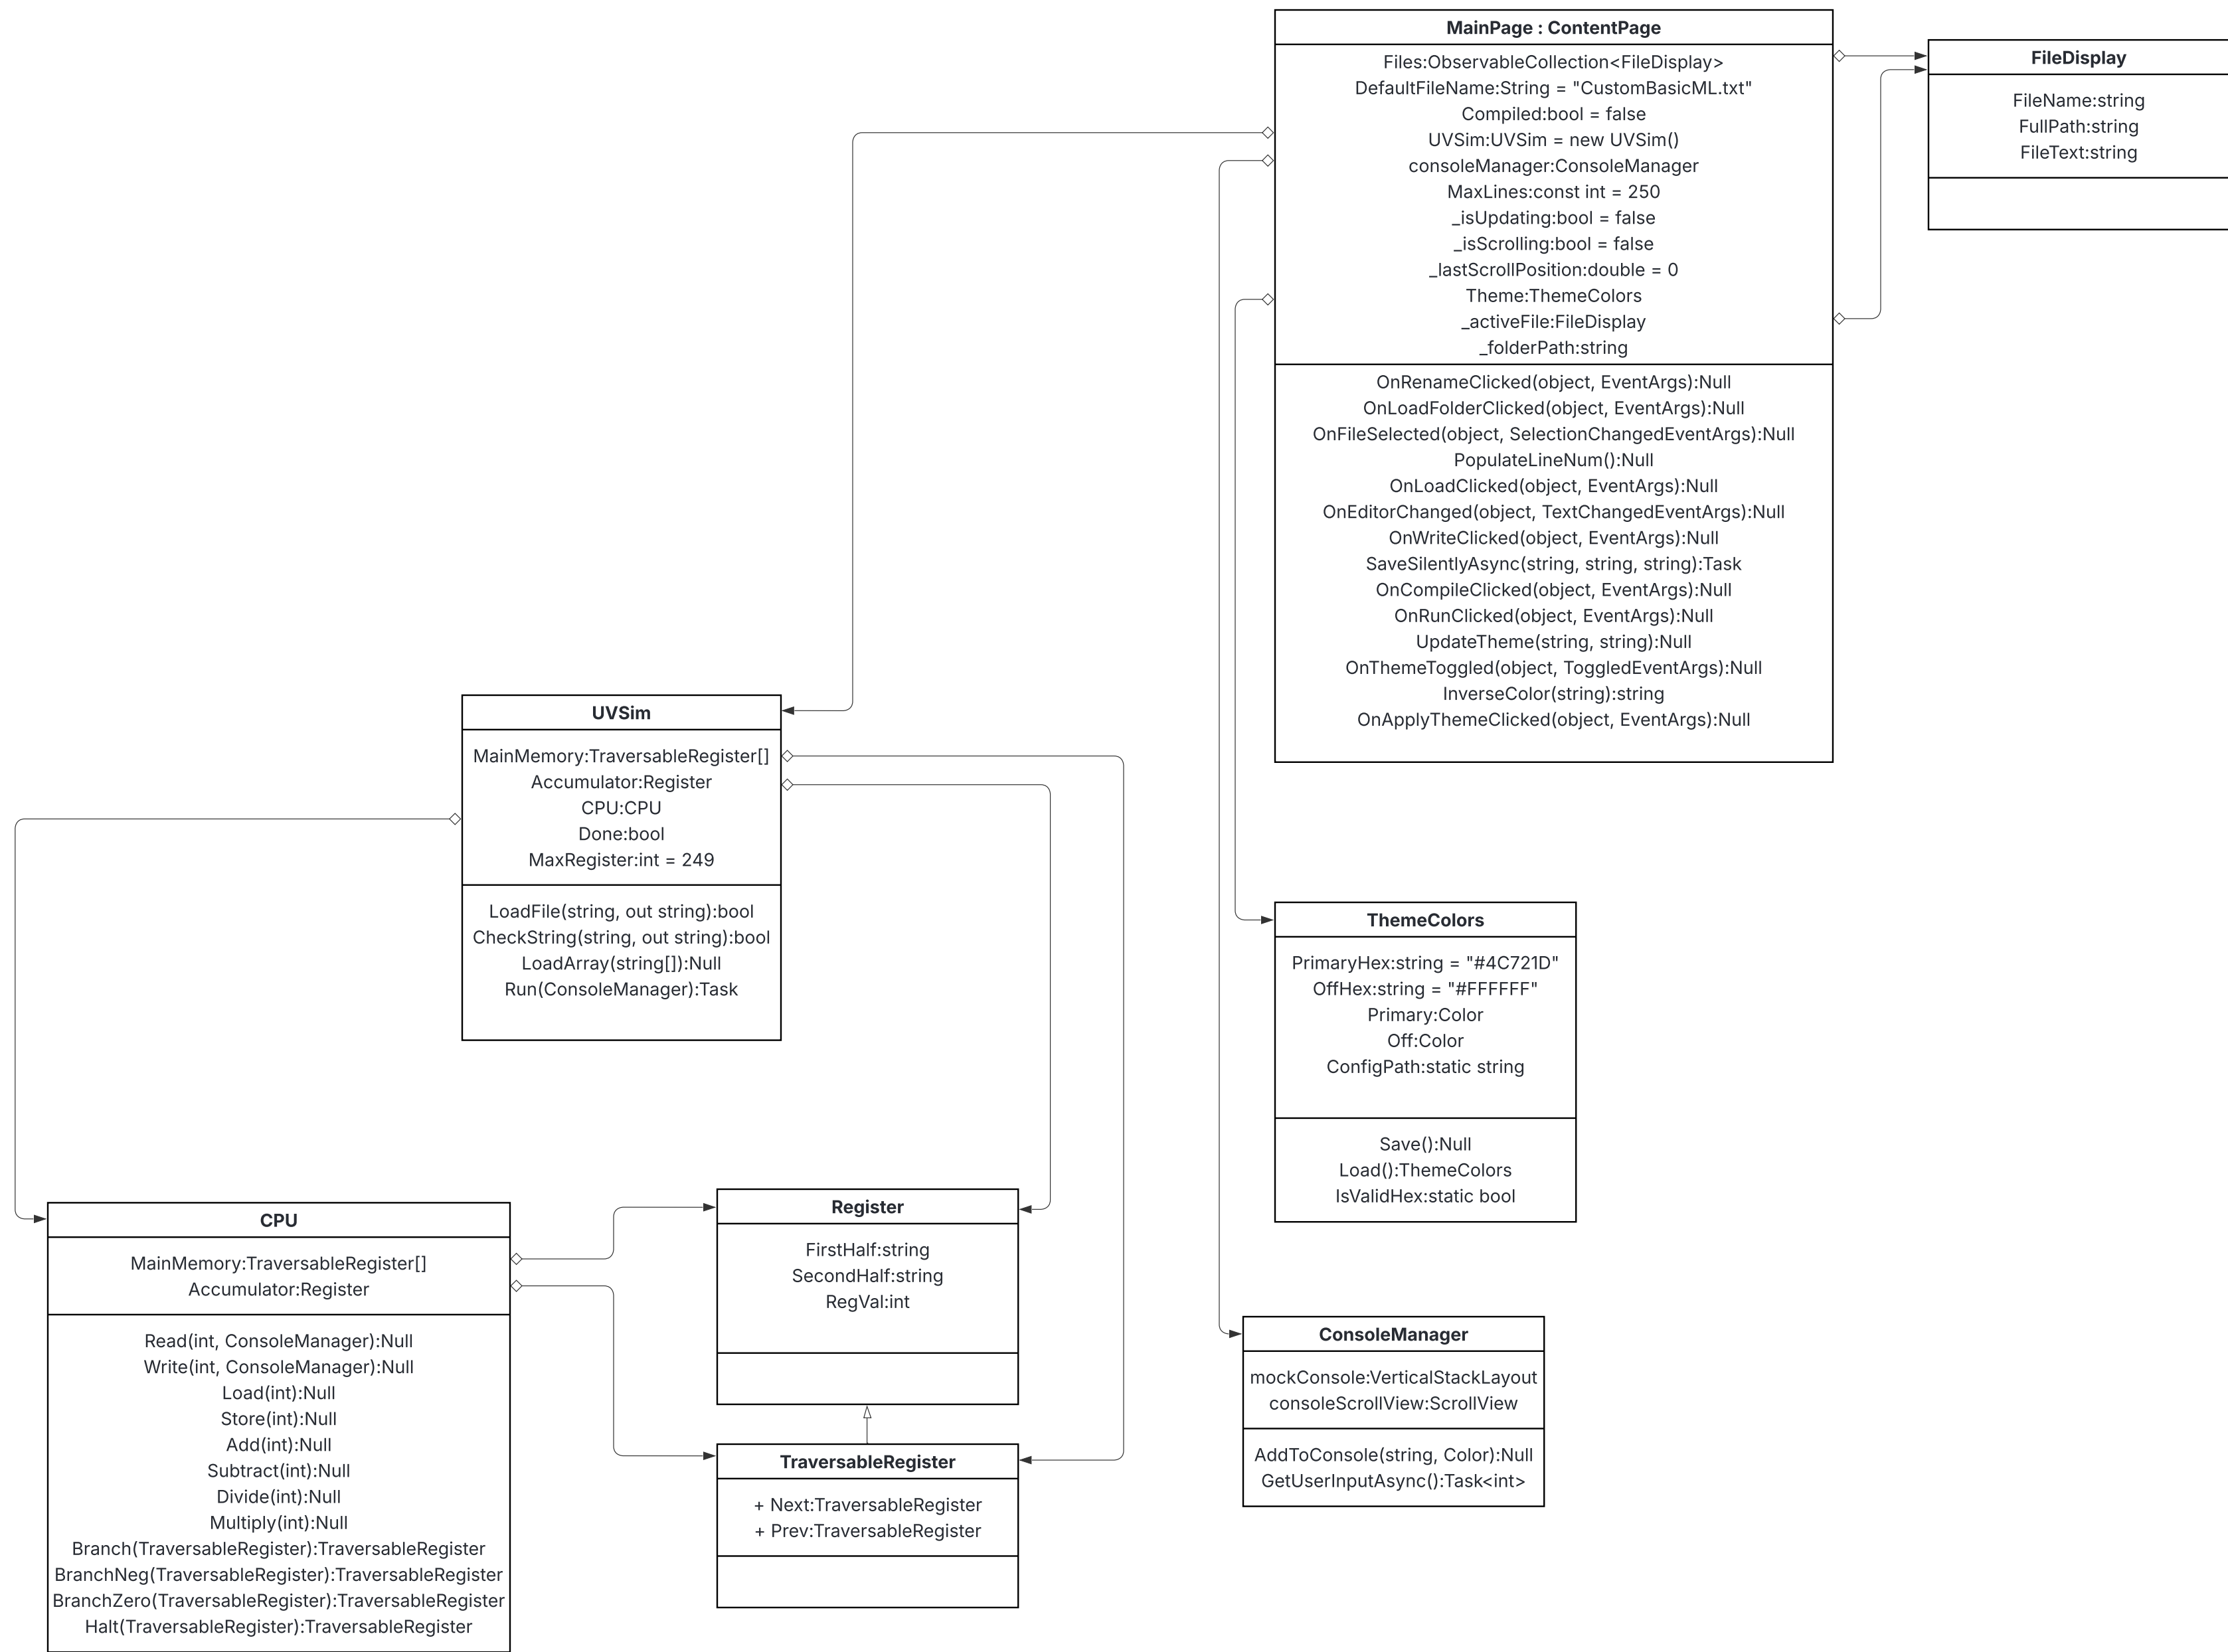 MainPage : ContentPage
Files:ObservableCollection<FileDisplay>
DefaultFileName:String = "CustomBasicML.txt"
Compiled:bool = false
UVSim:UVSim = new UVSim()
consoleManager:ConsoleManager
MaxLines:const int = 250
_isUpdating:bool = false
_isScrolling:bool = false
_lastScrollPosition:double = 0
Theme:ThemeColors
_activeFile:FileDisplay
_folderPath:string
OnRenameClicked(object, EventArgs):Null
OnLoadFolderClicked(object, EventArgs):Null
OnFileSelected(object, SelectionChangedEventArgs):Null
PopulateLineNum():Null
OnLoadClicked(object, EventArgs):Null
OnEditorChanged(object, TextChangedEventArgs):Null
OnWriteClicked(object, EventArgs):Null
SaveSilentlyAsync(string, string, string):Task
OnCompileClicked(object, EventArgs):Null
OnRunClicked(object, EventArgs):Null
UpdateTheme(string, string):Null
OnThemeToggled(object, ToggledEventArgs):Null
InverseColor(string):string
OnApplyThemeClicked(object, EventArgs):Null
FileDisplay
FileName:string
FullPath:string
FileText:string
UVSim
MainMemory:TraversableRegister[]
Accumulator:Register
CPU:CPU
Done:bool
MaxRegister:int = 249
LoadFile(string, out string):bool
CheckString(string, out string):bool
LoadArray(string[]):Null
Run(ConsoleManager):Task
ThemeColors
PrimaryHex:string = "#4C721D"
OffHex:string = "#FFFFFF"
Primary:Color
Off:Color
ConfigPath:static string
Save():Null
Load():ThemeColors
IsValidHex:static bool
CPU
MainMemory:TraversableRegister[]
Accumulator:Register
Read(int, ConsoleManager):Null
Write(int, ConsoleManager):Null
Load(int):Null
Store(int):Null
Add(int):Null
Subtract(int):Null
Divide(int):Null
Multiply(int):Null
Branch(TraversableRegister):TraversableRegister
BranchNeg(TraversableRegister):TraversableRegister
BranchZero(TraversableRegister):TraversableRegister
Halt(TraversableRegister):TraversableRegister
Register
FirstHalf:string
SecondHalf:string
RegVal:int
TraversableRegister
+ Next:TraversableRegister
+ Prev:TraversableRegister
ConsoleManager
mockConsole:VerticalStackLayout
consoleScrollView:ScrollView
AddToConsole(string, Color):Null
GetUserInputAsync():Task<int>